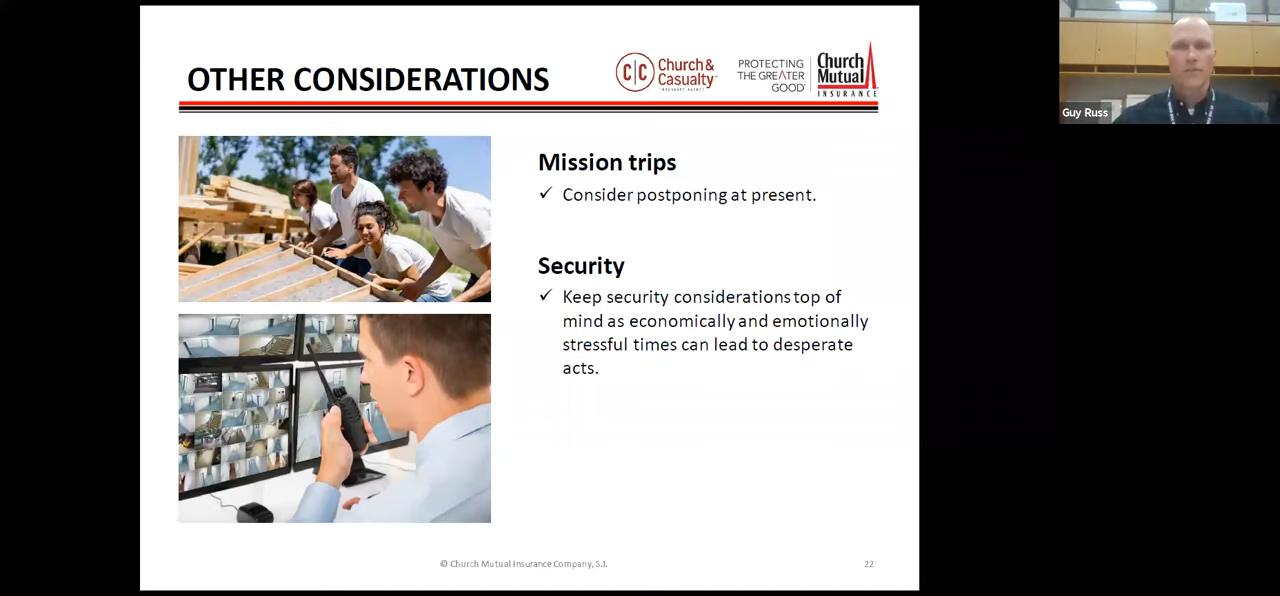 OTHER CONSIDERATIONS
C C Church &
Casualty
PROTECTING
THE GREATER
GOOD
Church
Mutual
INSURANCE
Guy Russ
Mission trips
✓ Consider postponing at present.
Security
✓ Keep security considerations top of
mind as economically and emotionally
stressful times can lead to desperate
acts.
© Church Mutual Insurance Company, S.I.
22